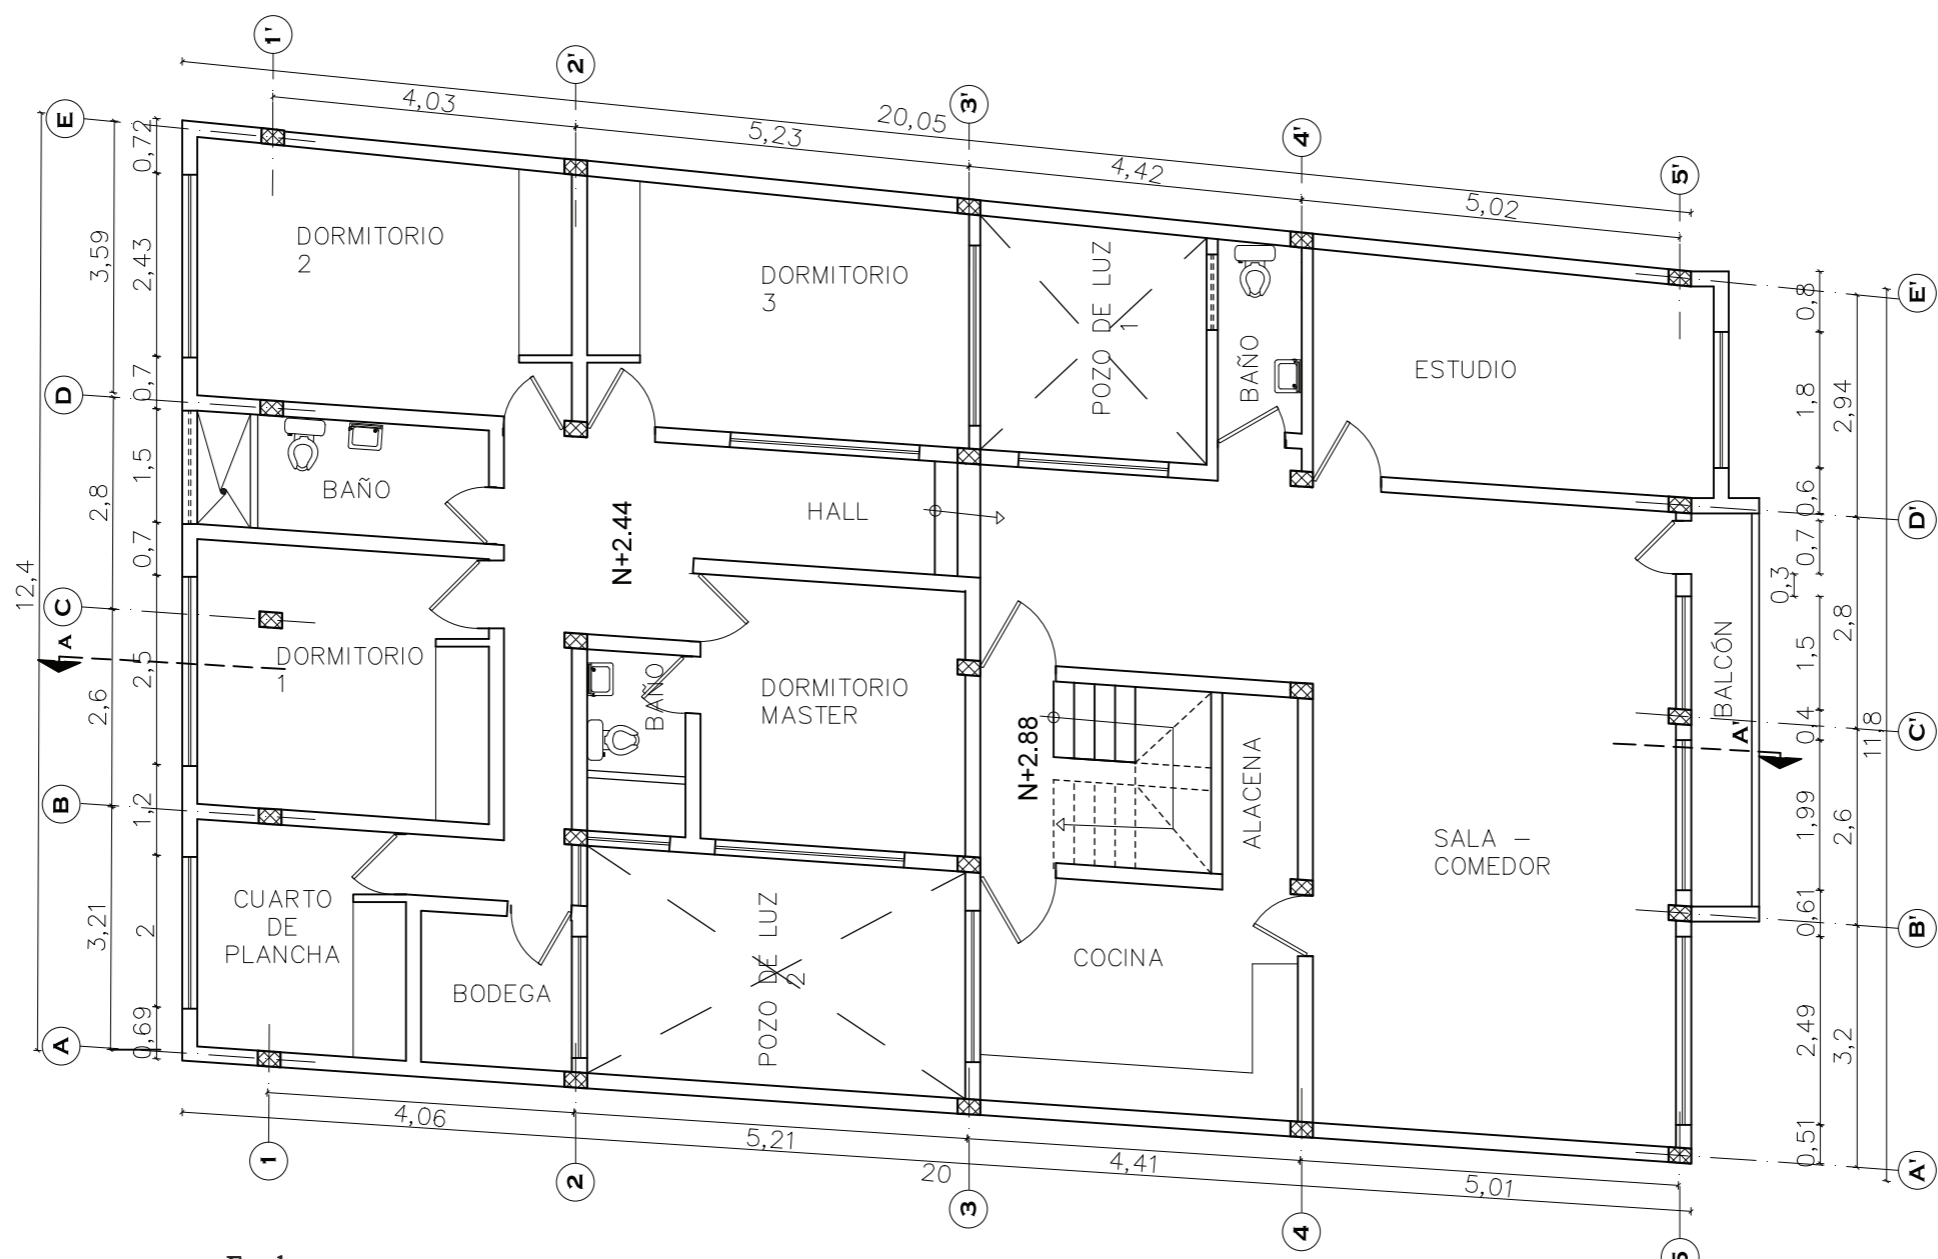 1'
2'
3'
4'
5'
4,03
20,05
5,23
4,42
5,02
E
D
C
B
A
12,4
3,59
2,8
2,6
3,21
0,72
2,43
0,7
1,5
0,7
2,5
1,2
2
0,69
DORMITORIO
2
DORMITORIO
3
POZO DE LUZ
1
BAÑO
ESTUDIO
BAÑO
HALL
N+2.44
A
DORMITORIO
1
BAÑO
DORMITORIO
MASTER
N+2.88
ALACENA
SALA –
COMEDOR
BALCÓN
A'
CUARTO
DE
PLANCHA
BODEGA
POZO DE LUZ
2
COCINA
0,8
1,8
0,6
0,7
0,3
1,5
0,4
1,99
0,61
2,49
0,51
2,94
2,8
2,6
3,2
11,8
E'
D'
C'
B'
A'
4,06
5,21
20
4,41
5,01
1
2
3
4